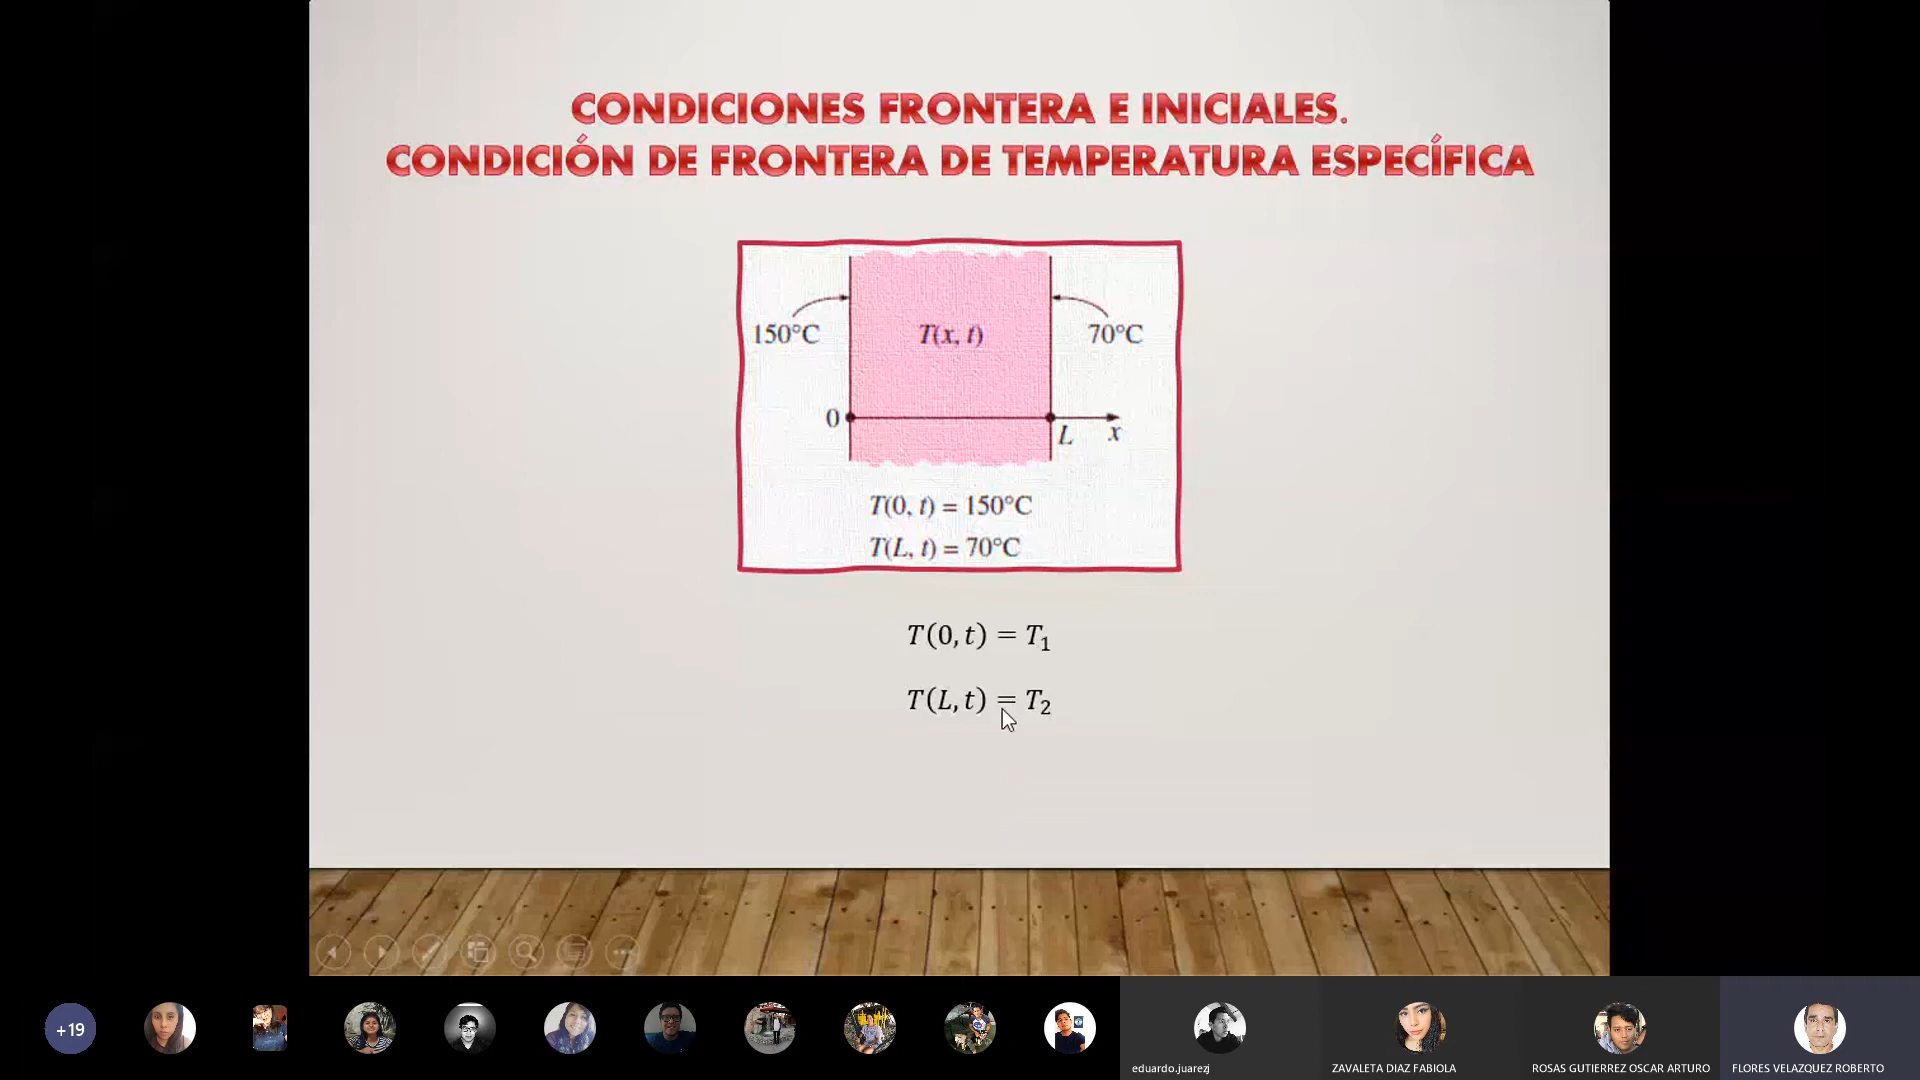 CONDICIONES FRONTERA E INICIALES.
CONDICIÓN DE FRONTERA DE TEMPERATURA ESPECÍFICA
150°C
T(x, t)
70°C
0
L
x
T(0, t) = 150°C
T(L, t) = 70°C
T(0, t) = T₁
T(L, t) = T₂
+19
eduardo.juarezj
ZAVALETA DIAZ FABIOLA
ROSAS GUTIERREZ OSCAR ARTURO
FLORES VELAZQUEZ ROBERTO